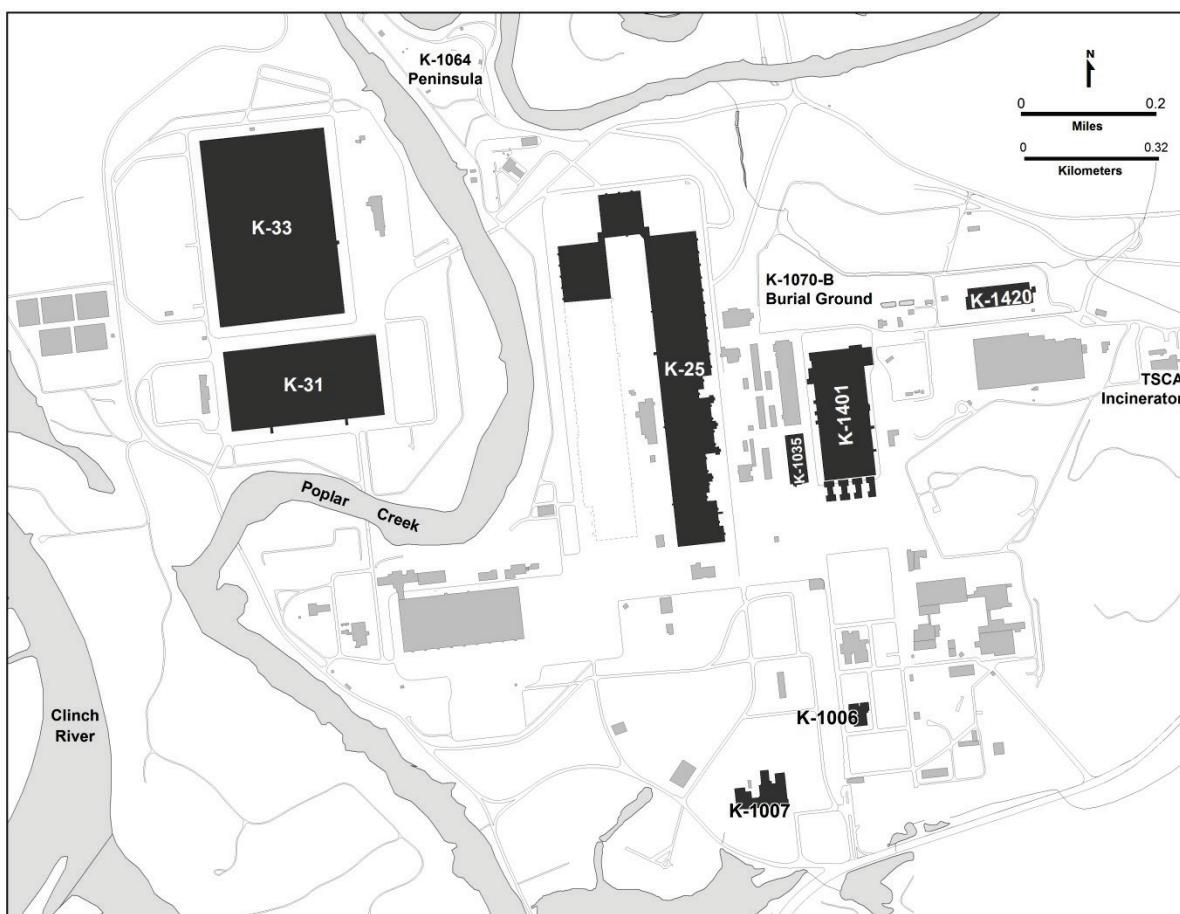 K-1064
Peninsula
N
0 0.2
Miles
0 0.32
Kilometers
K-33
K-1070-B
Burial Ground
K-1420
K-31
K-25
TSCA
Incinerator
K-1401
K-1035
Poplar Creek
Clinch
River
K-1006
K-1007